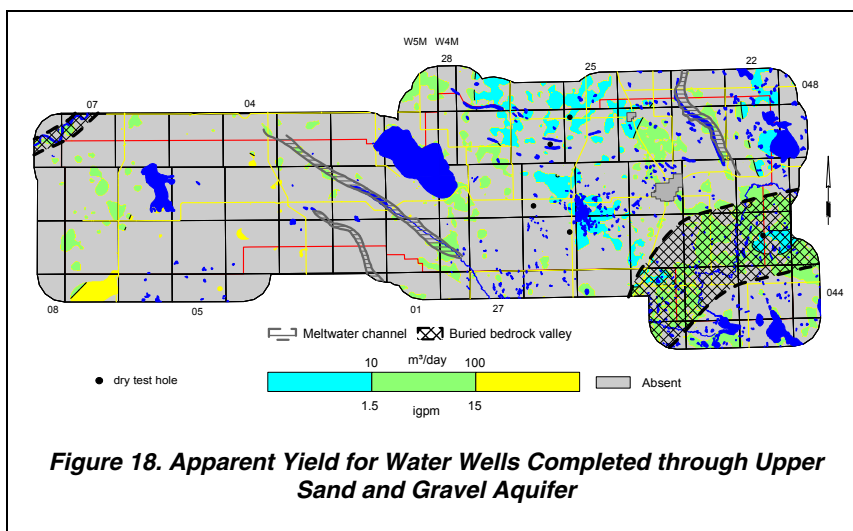 W5M W4M
28
25
22
048
07
04
044
08
05
01
27
Meltwater channel
Buried bedrock valley
10 m³/day 100
dry test hole
Absent
1.5 igpm 15
Figure 18. Apparent Yield for Water Wells Completed through Upper
Sand and Gravel Aquifer